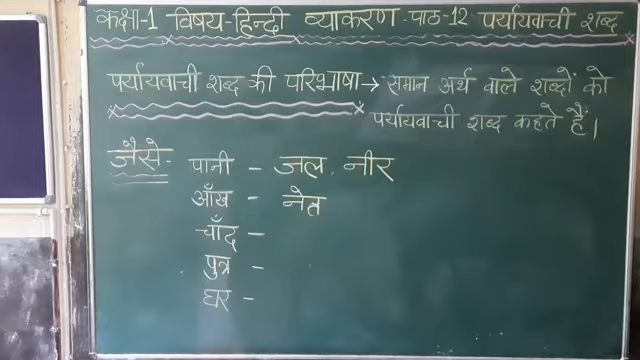 कक्षा-1 विषय-हिन्दी व्याकरण-पाठ-12 पर्यायवाची शब्द
पर्यायवाची शब्द की परिभाषा → समान अर्थ वाले शब्दों को
पर्यायवाची शब्द कहते हैं।
जैसे-
पानी - जल, नीर
आँख - नेत्र
चाँद -
पुत्र -
घर -